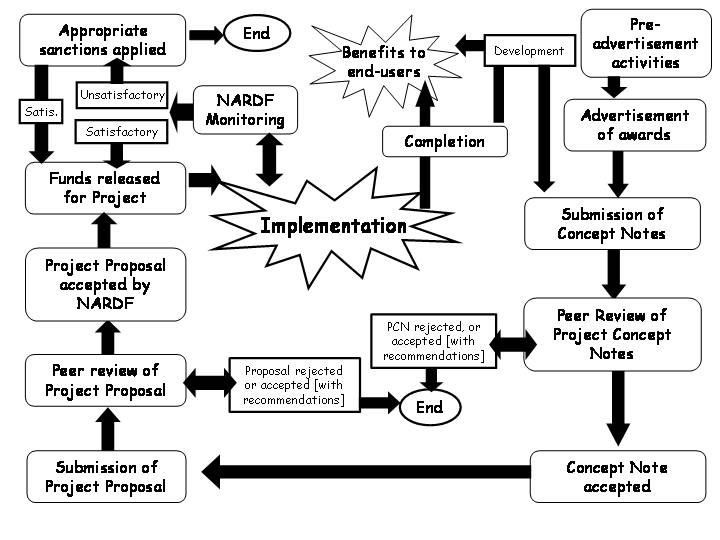 Appropriate
sanctions applied
End
Benefits to
end-users
Development
Pre-
advertisement
activities
Unsatisfactory
Satis.
Satisfactory
NARDF
Monitoring
Completion
Advertisement
of awards
Funds released
for Project
Implementation
Submission of
Concept Notes
Project Proposal
accepted by
NARDF
PCN rejected, or
accepted [with
recommendations]
Peer Review of
Project Concept
Notes
Peer review of
Project Proposal
Proposal rejected
or accepted [with
recommendations]
End
Submission of
Project Proposal
Concept Note
accepted